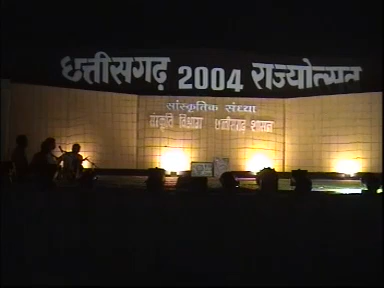 छत्तीसगढ़ 2004 राज्योत्सव
सांस्कृतिक संध्या
संस्कृति विभाग छत्तीसगढ़ शासन